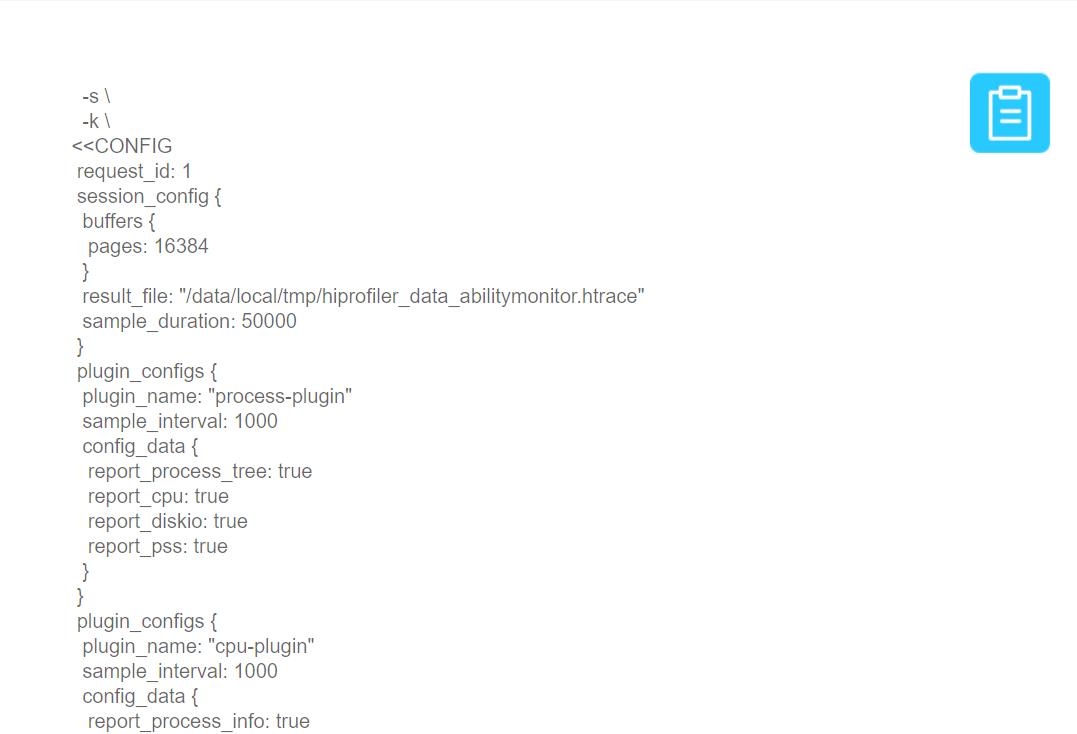 -s \
-k \
<<CONFIG
request_id: 1
session_config {
buffers {
pages: 16384
}
result_file: "/data/local/tmp/hiprofiler_data_abilitymonitor.htrace"
sample_duration: 50000
}
plugin_configs {
plugin_name: "process-plugin"
sample_interval: 1000
config_data {
report_process_tree: true
report_cpu: true
report_diskio: true
report_pss: true
}
}
plugin_configs {
plugin_name: "cpu-plugin"
sample_interval: 1000
config_data {
report_process_info: true